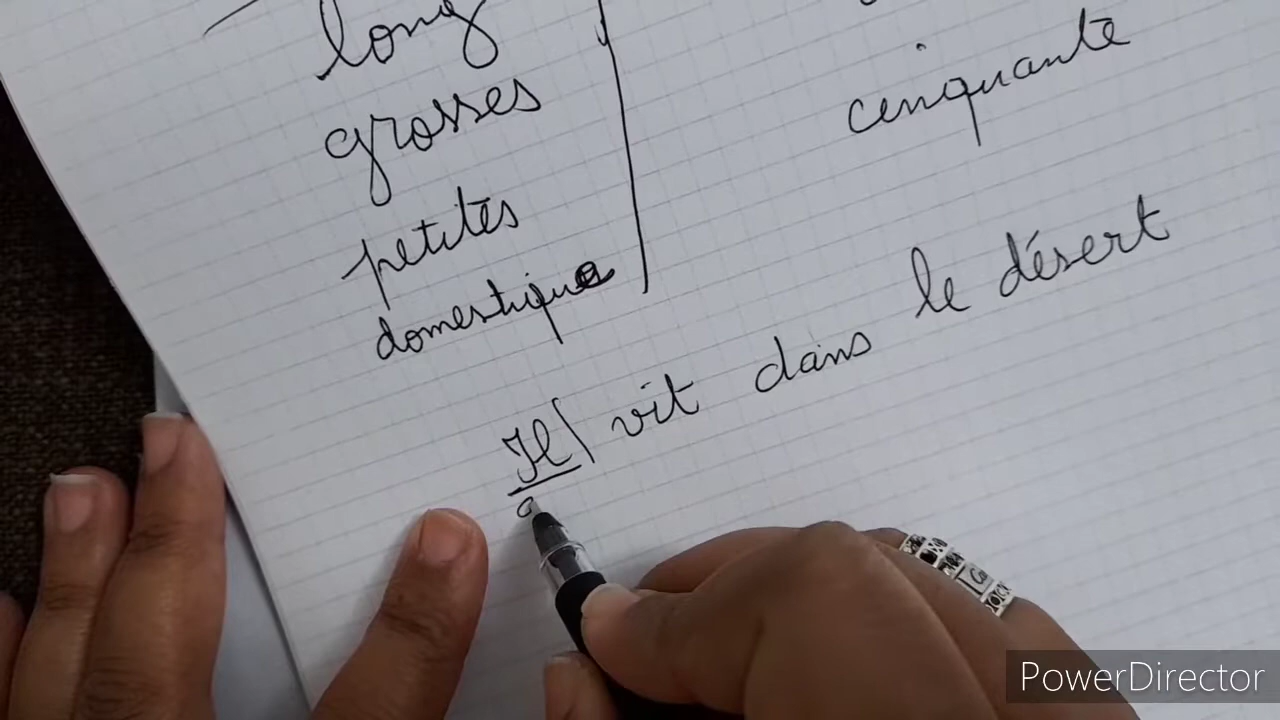 long
grosses
petites
domestique
cinquante
Il vit dans le désert
PowerDirector